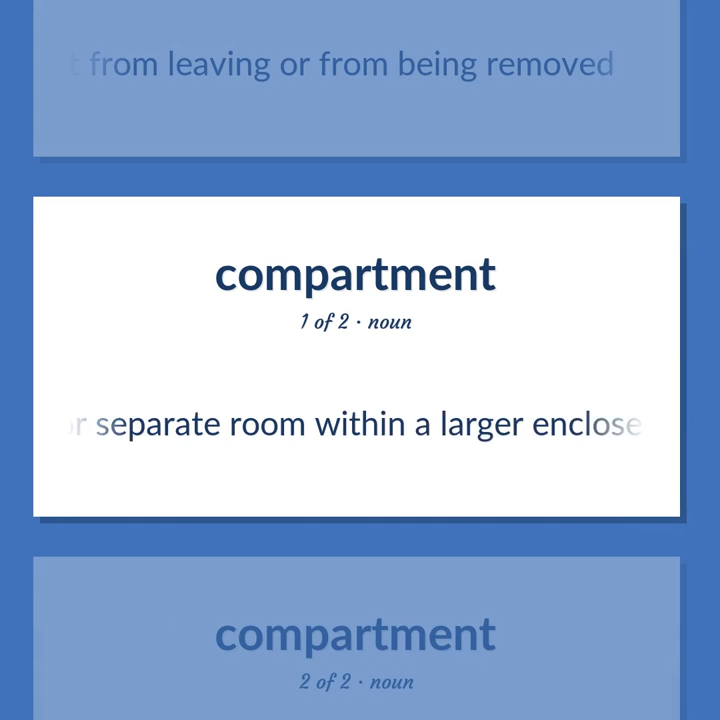 from leaving or from being removed
compartment
1 of 2 · noun
separate room within a larger enclose
compartment
2 of 2 · noun